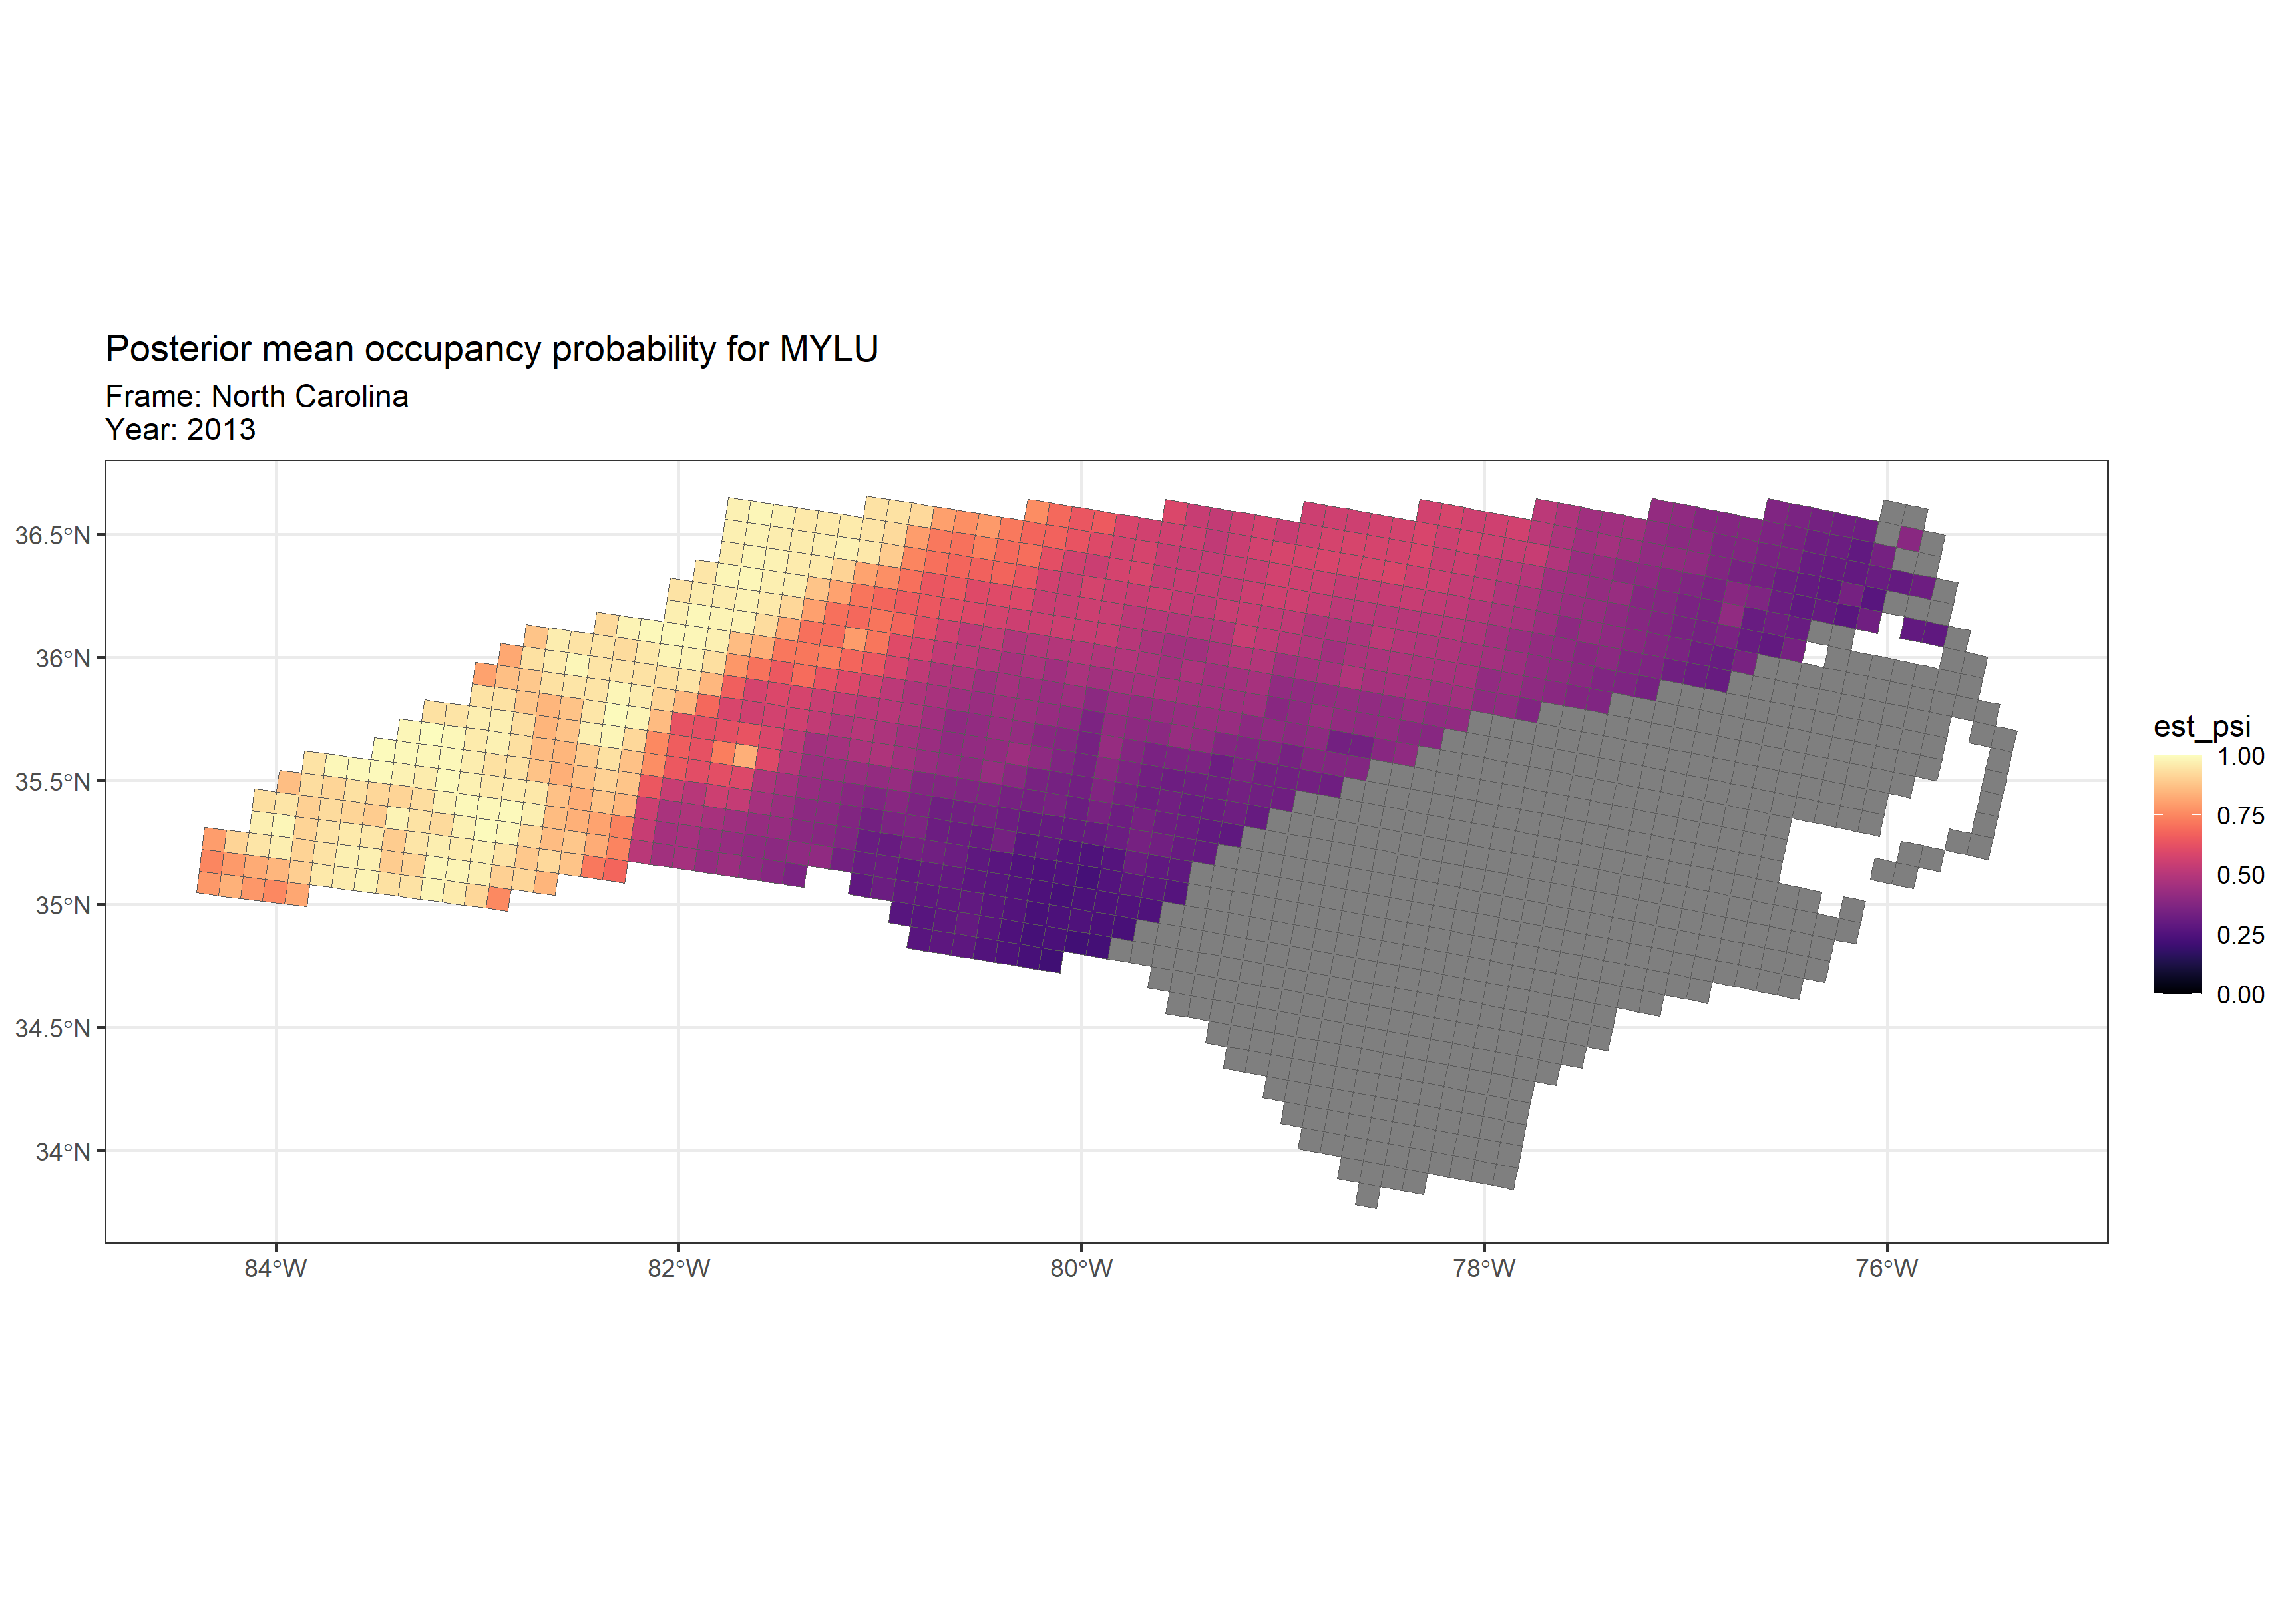 Posterior mean occupancy probability for MYLU
Frame: North Carolina
Year: 2013
36.5°N
36°N
35.5°N
35°N
34.5°N
34°N
84°W
82°W
80°W
78°W
76°W
est_psi
1.00
0.75
0.50
0.25
0.00